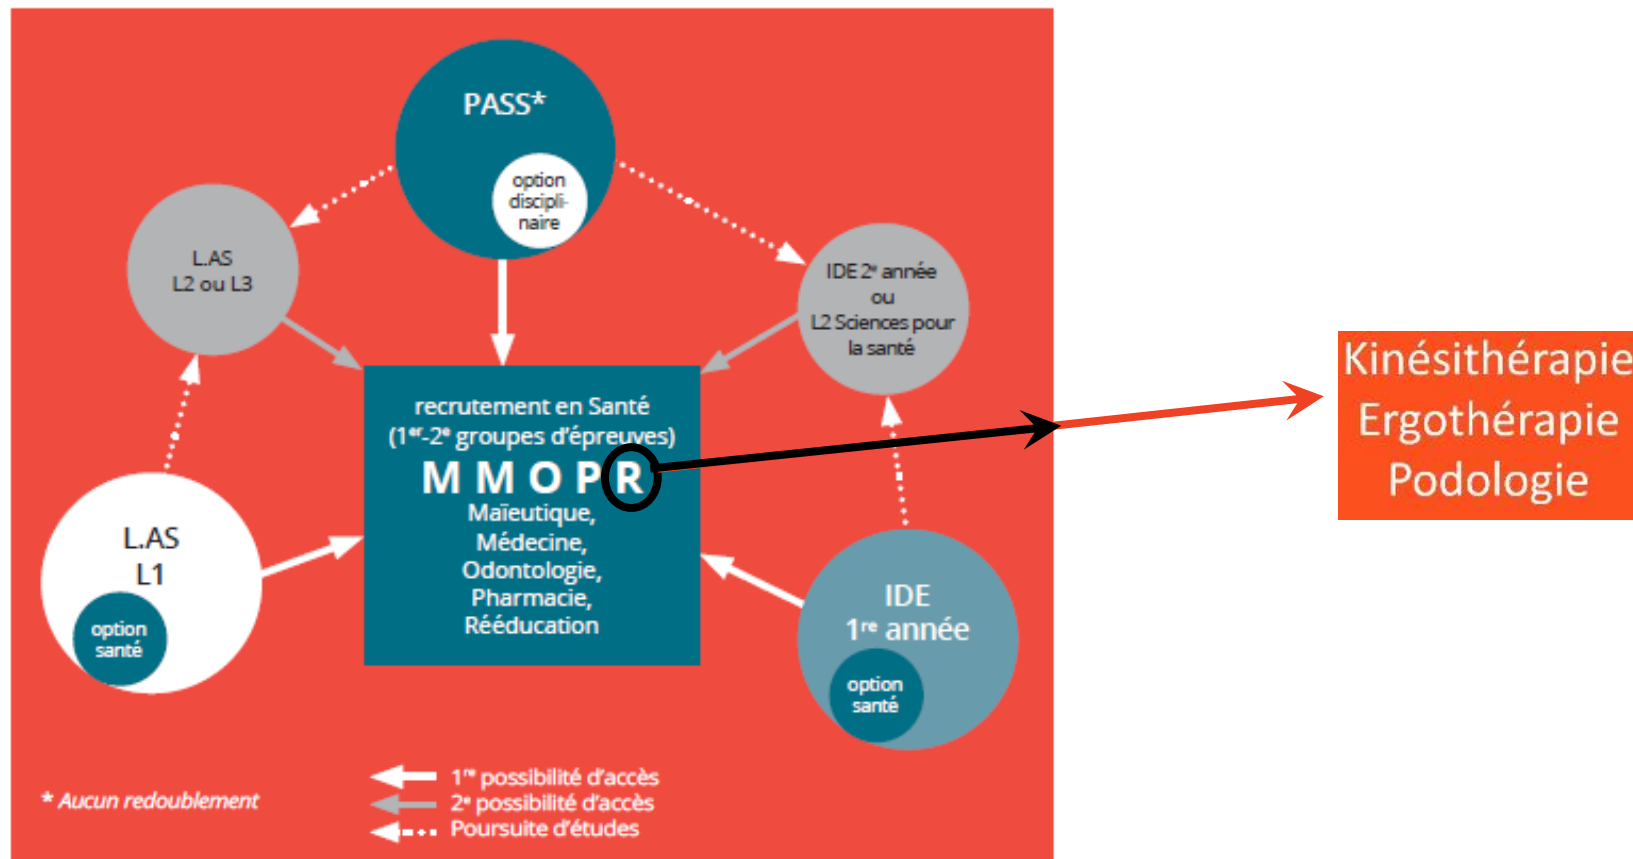 PASS*
option
discipli-
naire
L.AS
L2 ou L3
IDE 2e année
ou
L2 Sciences pour
la santé
recrutement en Santé
(1er-2e groupes d'épreuves)
M M O P R
Maïeutique,
Médecine,
Odontologie,
Pharmacie,
Rééducation
Kinésithérapie
Ergothérapie
Podologie
L.AS
L1
option
santé
IDE
1re année
option
santé
* Aucun redoublement
1re possibilité d'accès
2e possibilité d'accès
Poursuite d'études